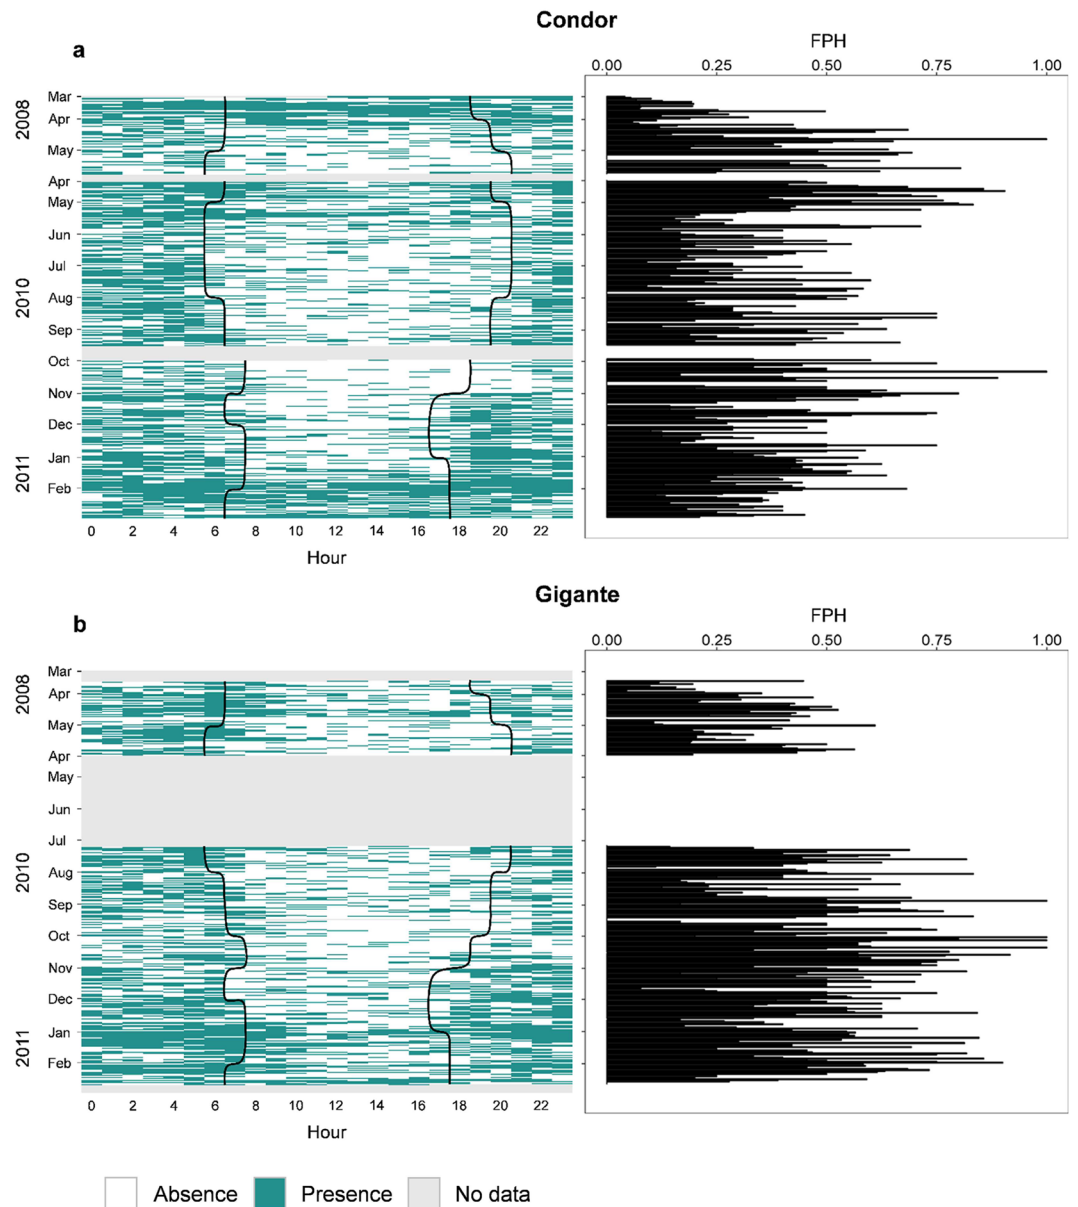 Condor
a
FPH
0.00 0.25 0.50 0.75 1.00
2008
Mar
Apr
May
2010
Apr
May
Jun
Jul
Aug
Sep
Oct
Nov
Dec
2011
Jan
Feb
0 2 4 6 8 10 12 14 16 18 20 22
Hour
Gigante
b
FPH
0.00 0.25 0.50 0.75 1.00
2008
Mar
Apr
May
2010
Apr
May
Jun
Jul
Aug
Sep
Oct
Nov
Dec
2011
Jan
Feb
0 2 4 6 8 10 12 14 16 18 20 22
Hour
Absence Presence No data